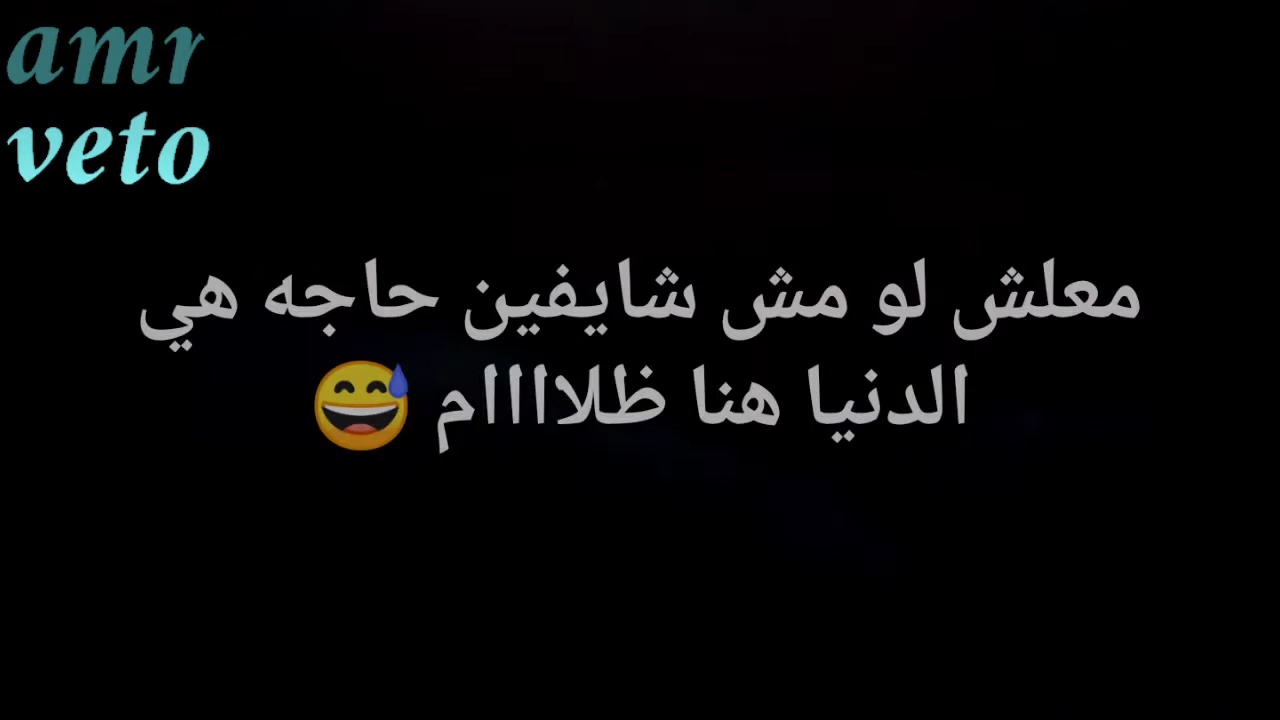 amr
veto
معلش لو مش شايفين حاجه هي
الدنيا هنا ظلاااام 😅